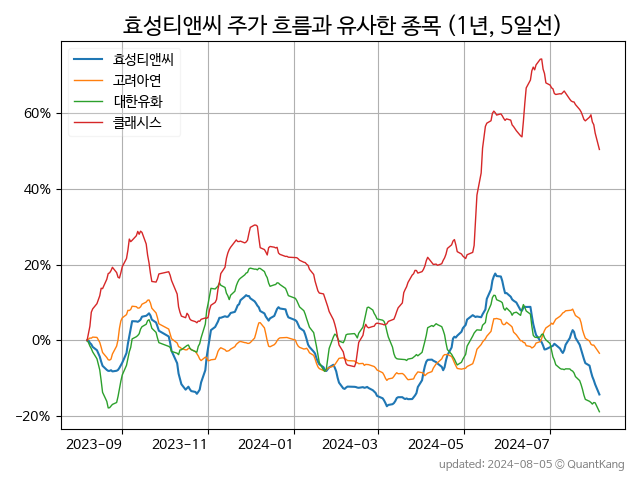 효성티앤씨 주가 흐름과 유사한 종목 (1년, 5일선)
효성티앤씨
고려아연
대한유화
클래시스
60%
40%
20%
0%
−20%
2023-09 2023-11 2024-01 2024-03 2024-05 2024-07
updated: 2024-08-05 © QuantKang